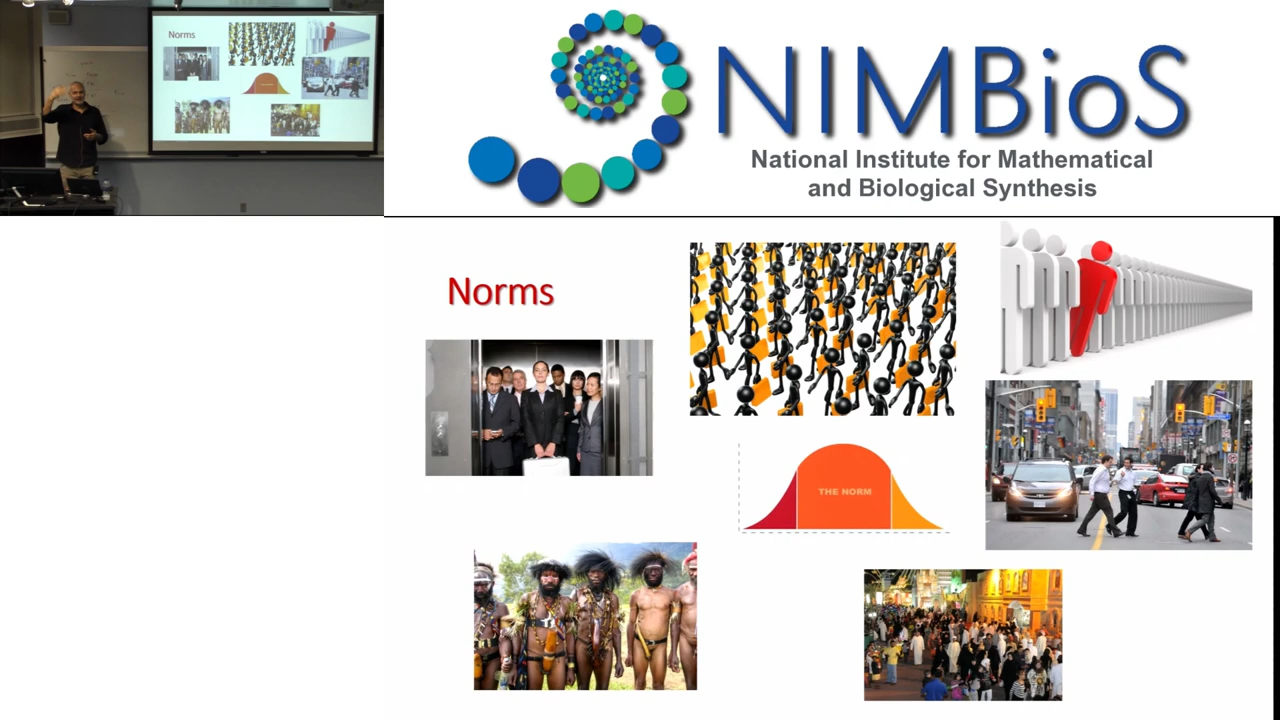 Norms
NIMBioS
National Institute for Mathematical
and Biological Synthesis
Norms
THE NORM